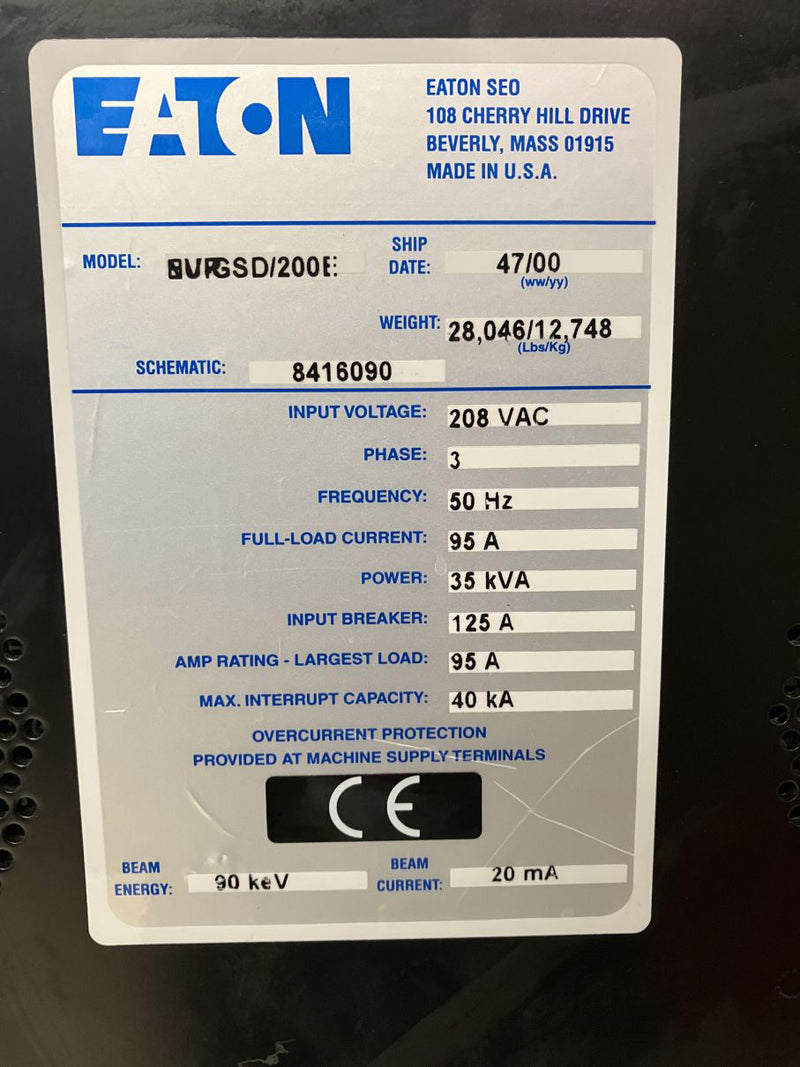 EATON
EATON SEO
108 CHERRY HILL DRIVE
BEVERLY, MASS 01915
MADE IN U.S.A.
MODEL:
SHIP DATE: 47/00
(ww/yy)
WEIGHT: 28,046/12,748
(Lbs/Kg)
SCHEMATIC: 8416090
INPUT VOLTAGE: 208 VAC
PHASE: 3
FREQUENCY: 50 Hz
FULL-LOAD CURRENT: 95 A
POWER: 35 kVA
INPUT BREAKER: 125 A
AMP RATING - LARGEST LOAD: 95 A
MAX. INTERRUPT CAPACITY: 40 kA
OVERCURRENT PROTECTION
PROVIDED AT MACHINE SUPPLY TERMINALS
CE
BEAM ENERGY: 90 keV
BEAM CURRENT: 20 mA